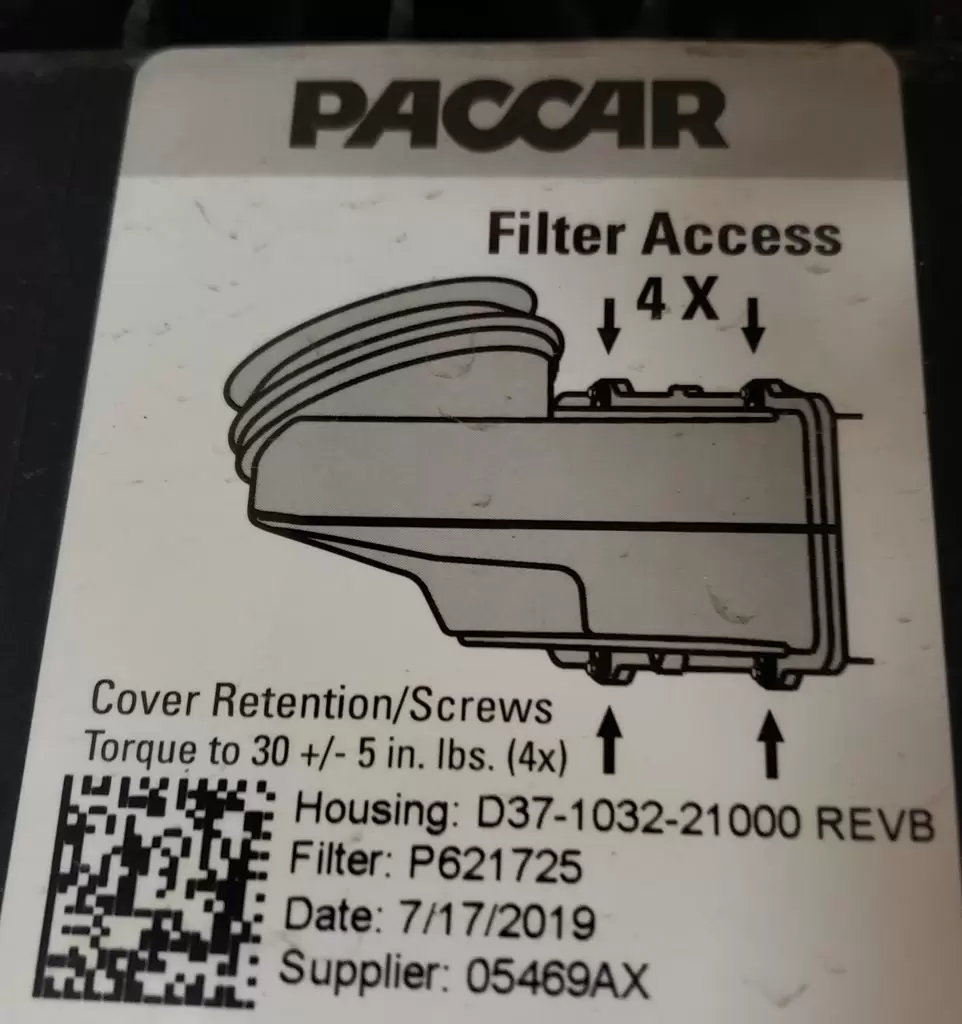 PACCAR
Filter Access
4 X
Cover Retention/Screws
Torque to 30 +/- 5 in. lbs. (4x)
Housing: D37-1032-21000 REVB
Filter: P621725
Date: 7/17/2019
Supplier: 05469AX